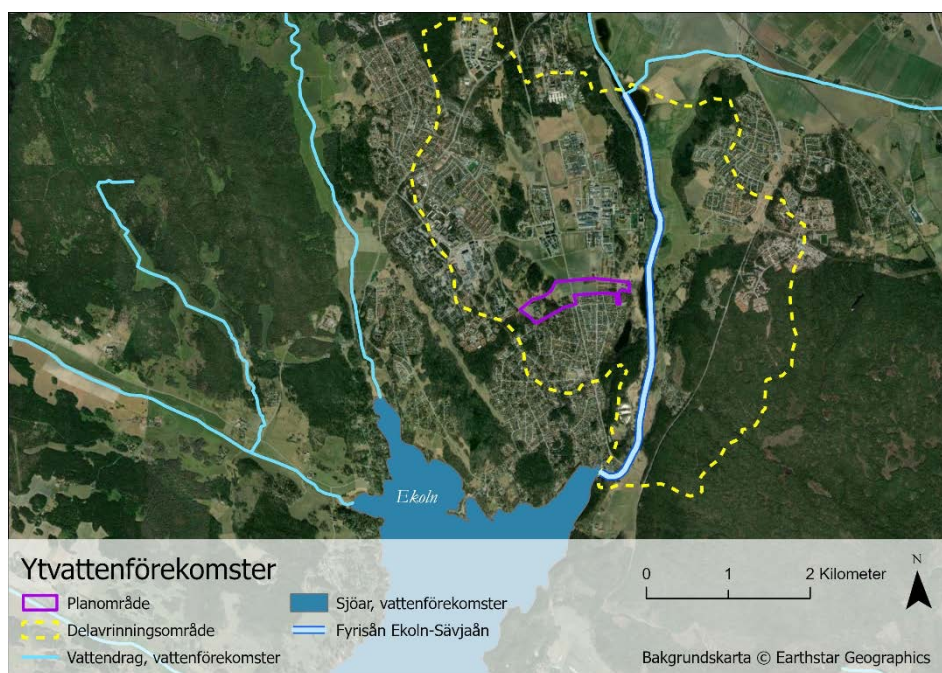 Ekoln
Ytvattenförekomster
Planområde
Delavrinningsområde
Vattendrag, vattenförekomster
Sjöar, vattenförekomster
Fyrisån Ekoln-Sävjaån
0 1 2 Kilometer
N
Bakgrundskarta © Earthstar Geographics